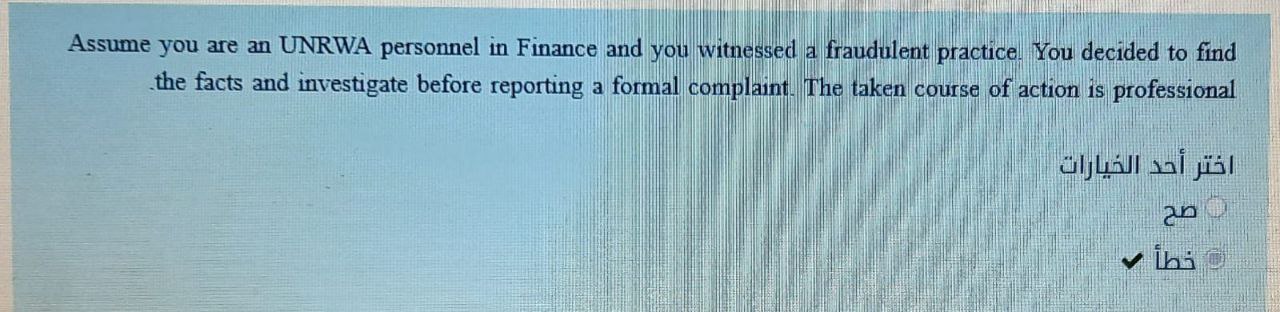 Assume you are an UNRWA personnel in Finance and you witnessed a fraudulent practice. You decided to find
.the facts and investigate before reporting a formal complaint. The taken course of action is professional
اختر أحد الخيارات
صح
خطأ ✔